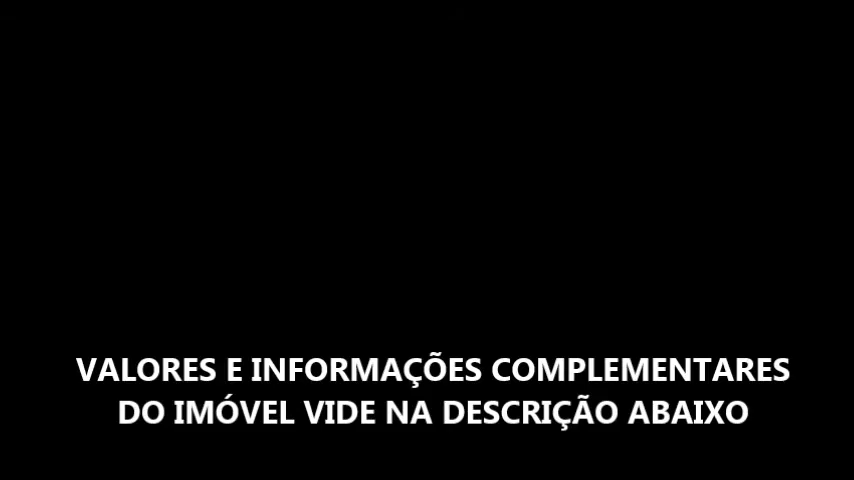 VALORES E INFORMAÇÕES COMPLEMENTARES
DO IMÓVEL VIDE NA DESCRIÇÃO ABAIXO